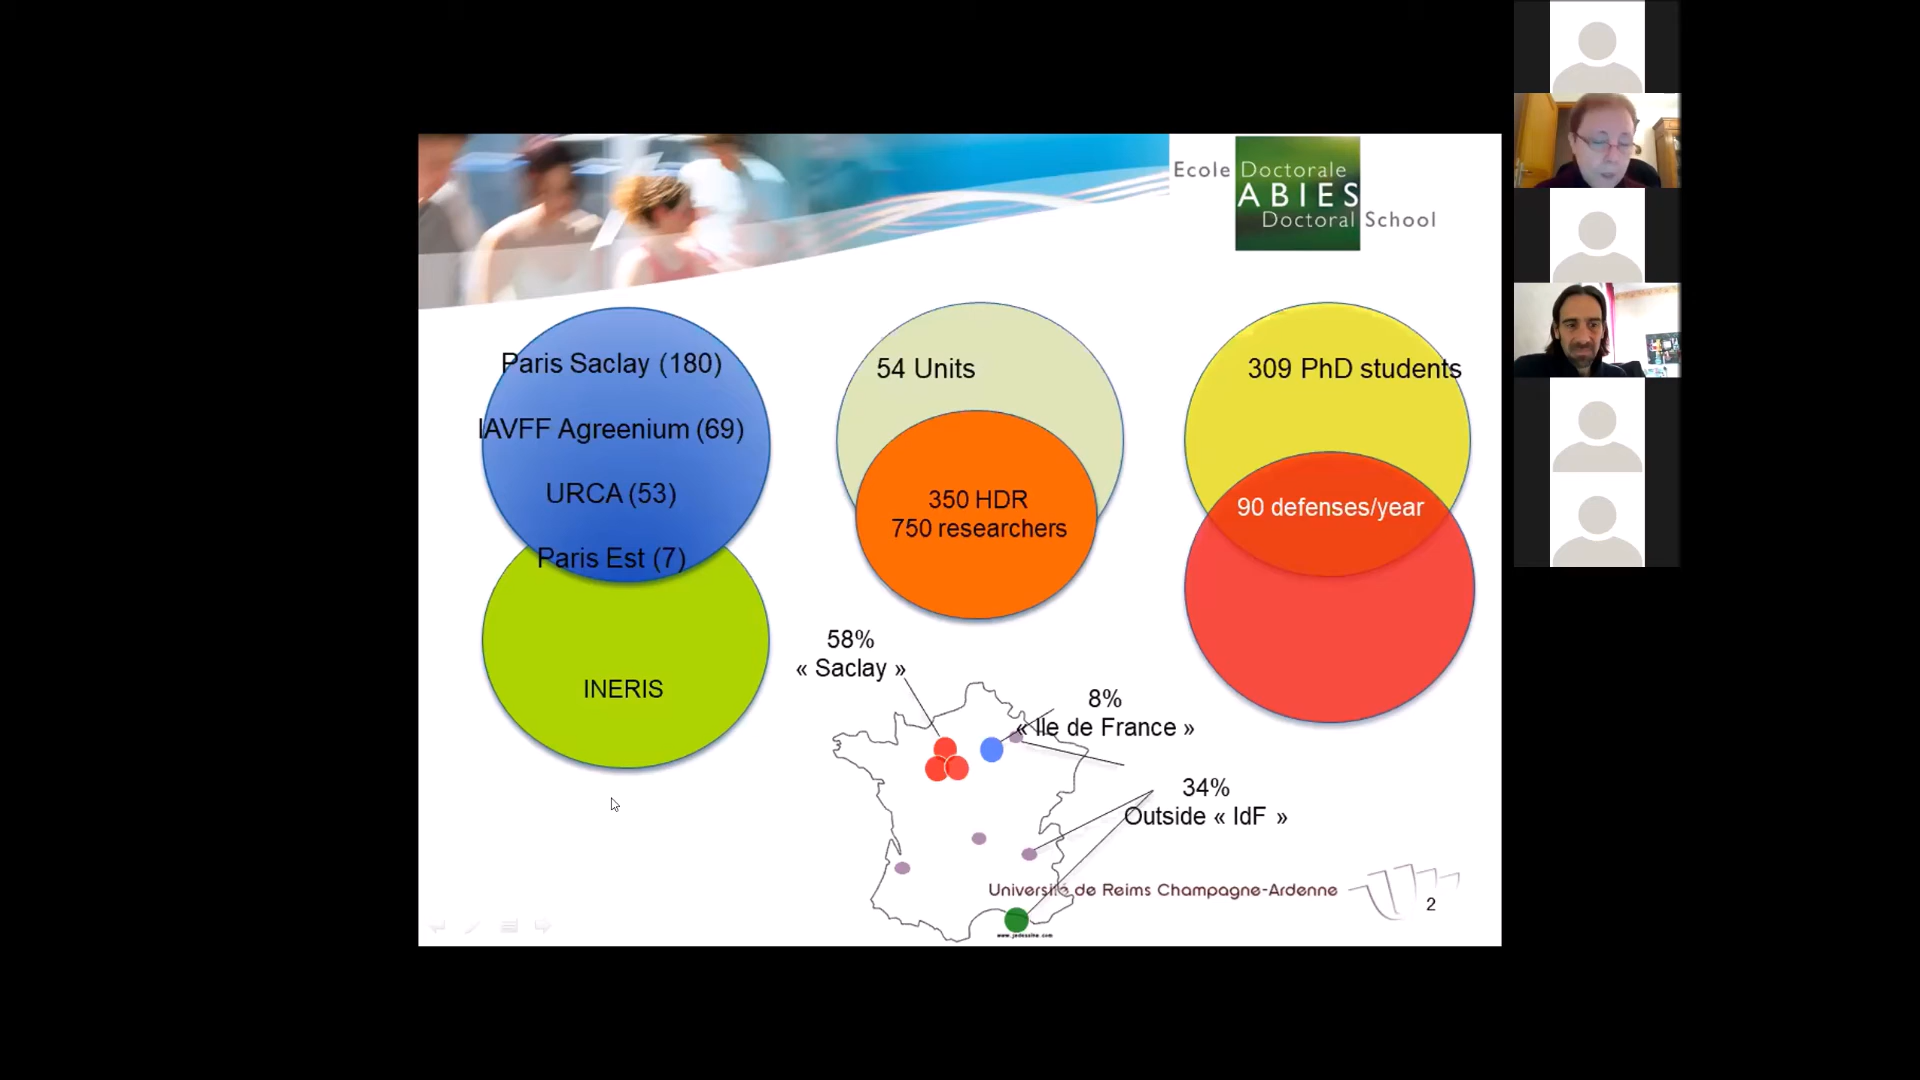 Ecole Doctorale
ABIES
Doctoral School
Paris Saclay (180)
IAVFF Agreenium (69)
URCA (53)
Paris Est (7)
INERIS
54 Units
350 HDR
750 researchers
309 PhD students
90 defenses/year
58%
« Saclay »
8%
« Ile de France »
34%
Outside « IdF »
Université de Reims Champagne-Ardenne
2
www.jedessine.com